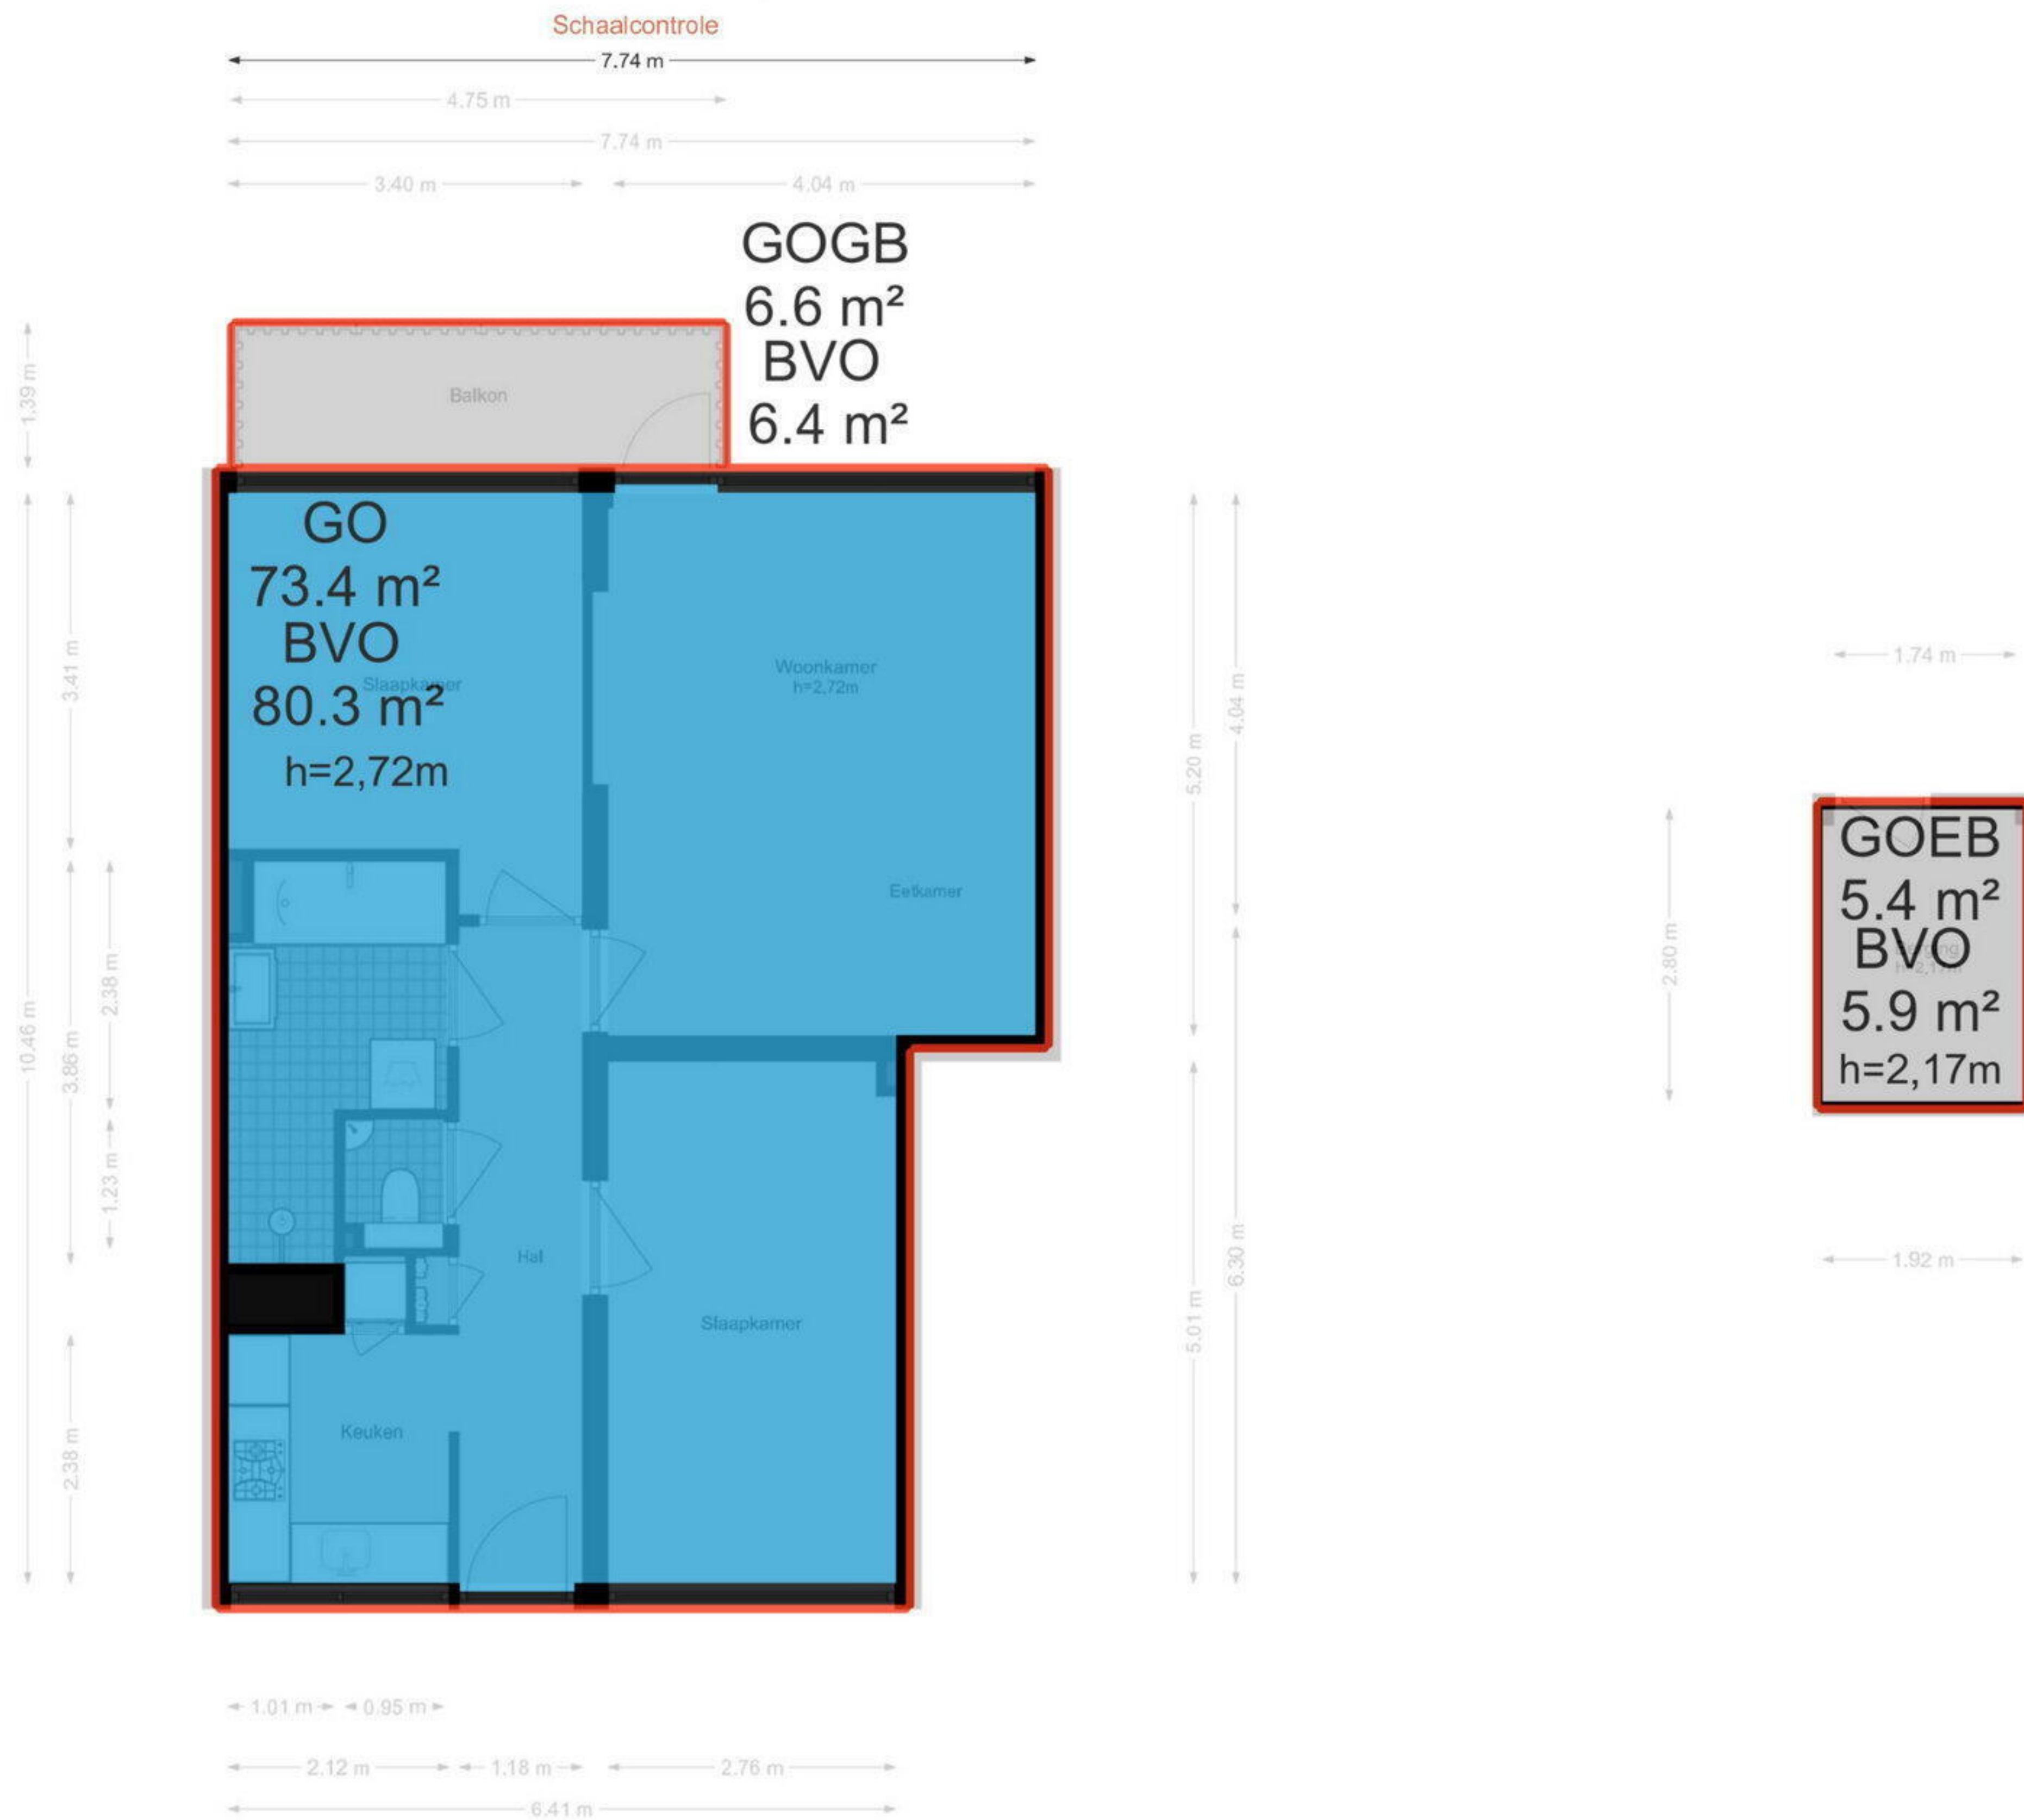 Schaalcontrole
7.74 m
4.75 m
7.74 m
3.40 m
4.04 m
GOGB
6.6 m²
BVO
6.4 m²
Balkon
1.39 m
GO
73.4 m²
BVO
80.3 m²
Slaapkamer
h=2,72m
Woonkamer
h=2,72m
Eetkamer
Hal
Slaapkamer
Keuken
10.46 m
3.41 m
3.86 m
2.38 m
1.23 m
2.38 m
5.20 m
4.04 m
6.30 m
5.01 m
1.01 m
0.95 m
2.12 m
1.18 m
2.76 m
6.41 m
1.74 m
2.80 m
GOEB
5.4 m²
BVO
Berging
h=2,17m
5.9 m²
h=2,17m
1.92 m